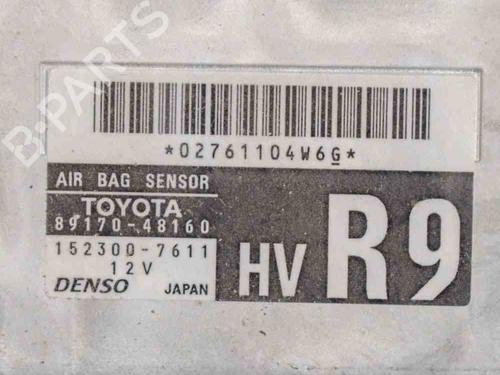 B-PARTS
*02761104W6G*
AIR BAG SENSOR
TOYOTA
89170-48160
152300-7611
12V
DENSO JAPAN
HV R9